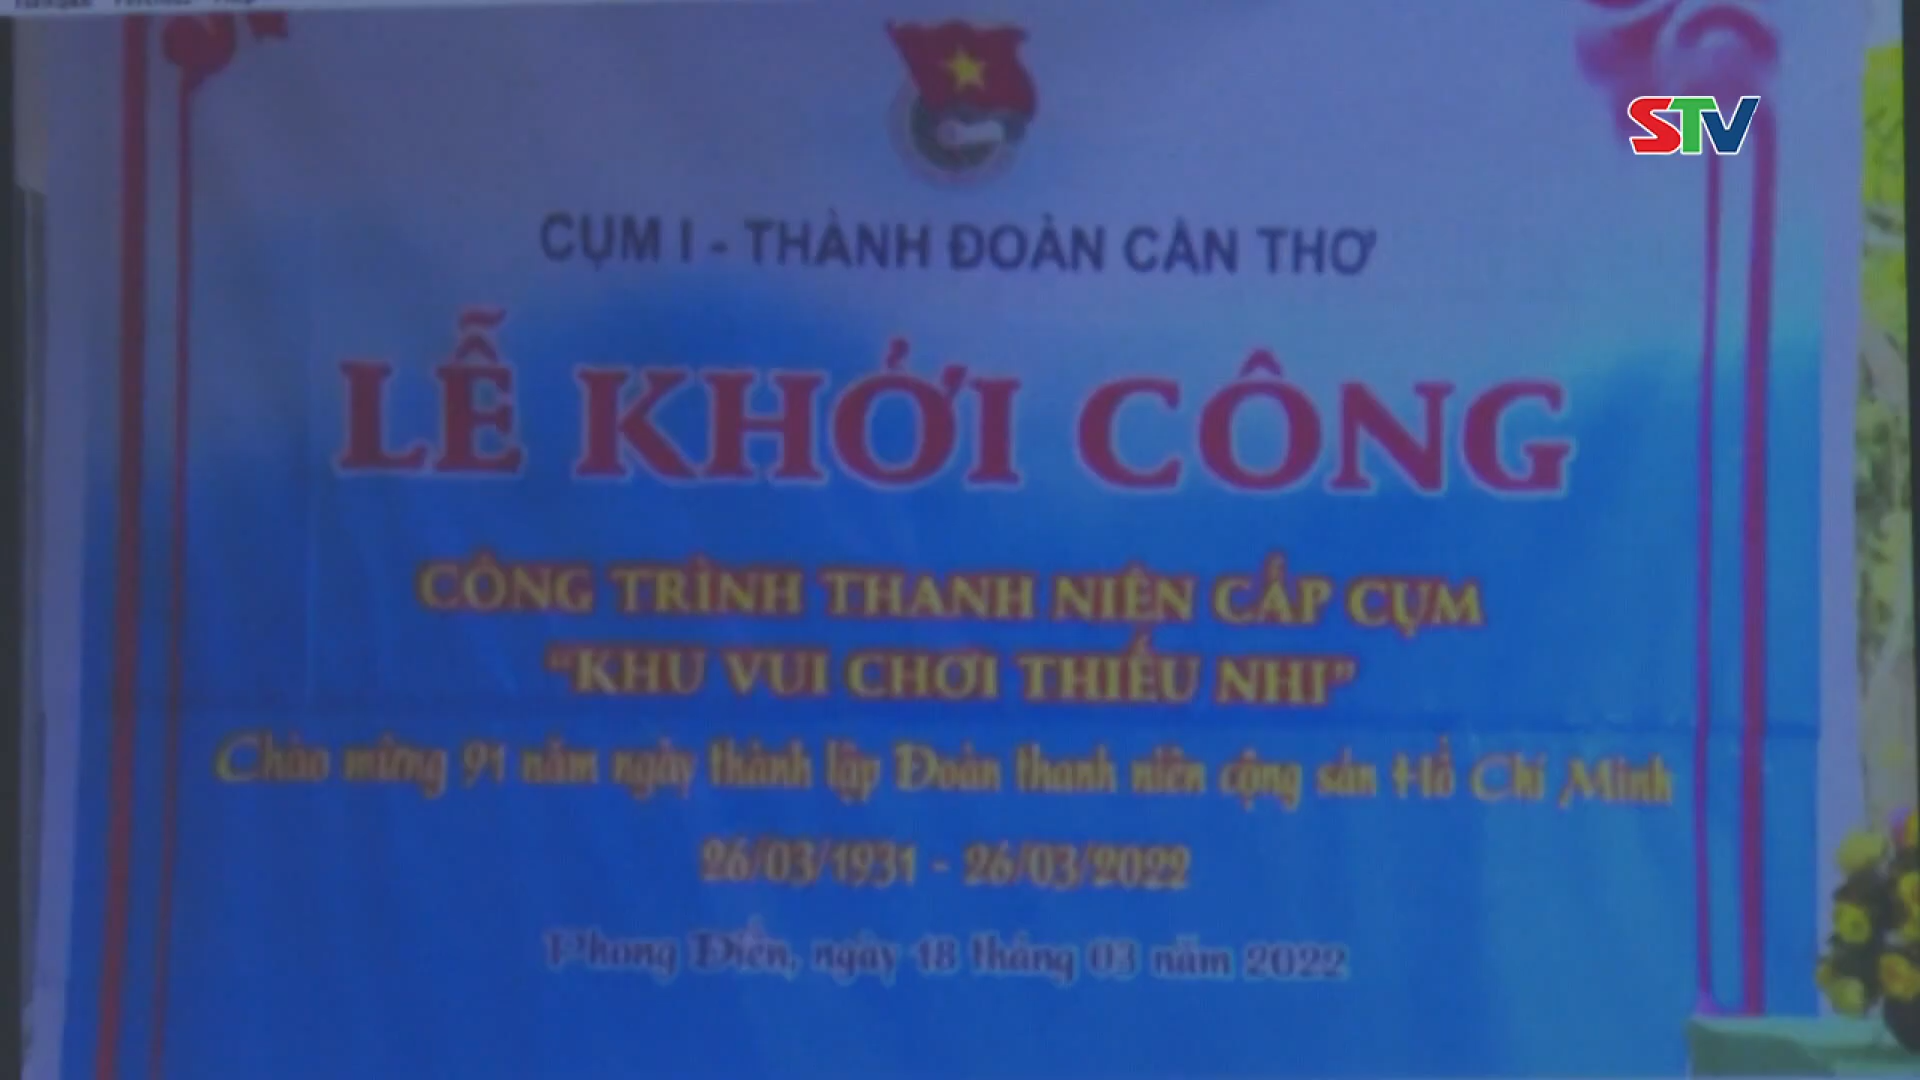 STV
CỤM I - THÀNH ĐOÀN CẦN THƠ
LỄ KHỞI CÔNG
CÔNG TRÌNH THANH NIÊN CẤP CỤM
"KHU VUI CHƠI THIẾU NHI"
Chào mừng 91 năm ngày thành lập Đoàn thanh niên cộng sản Hồ Chí Minh
26/03/1931 - 26/03/2022
Phong Điền, ngày 18 tháng 03 năm 2022